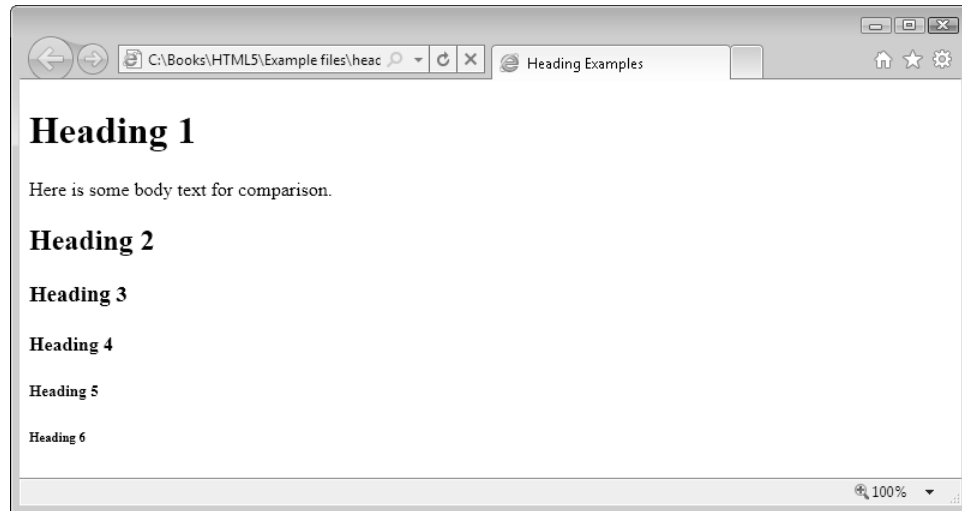 C:\Books\HTML5\Example files\head
Heading Examples
Heading 1
Here is some body text for comparison.
Heading 2
Heading 3
Heading 4
Heading 5
Heading 6
100%